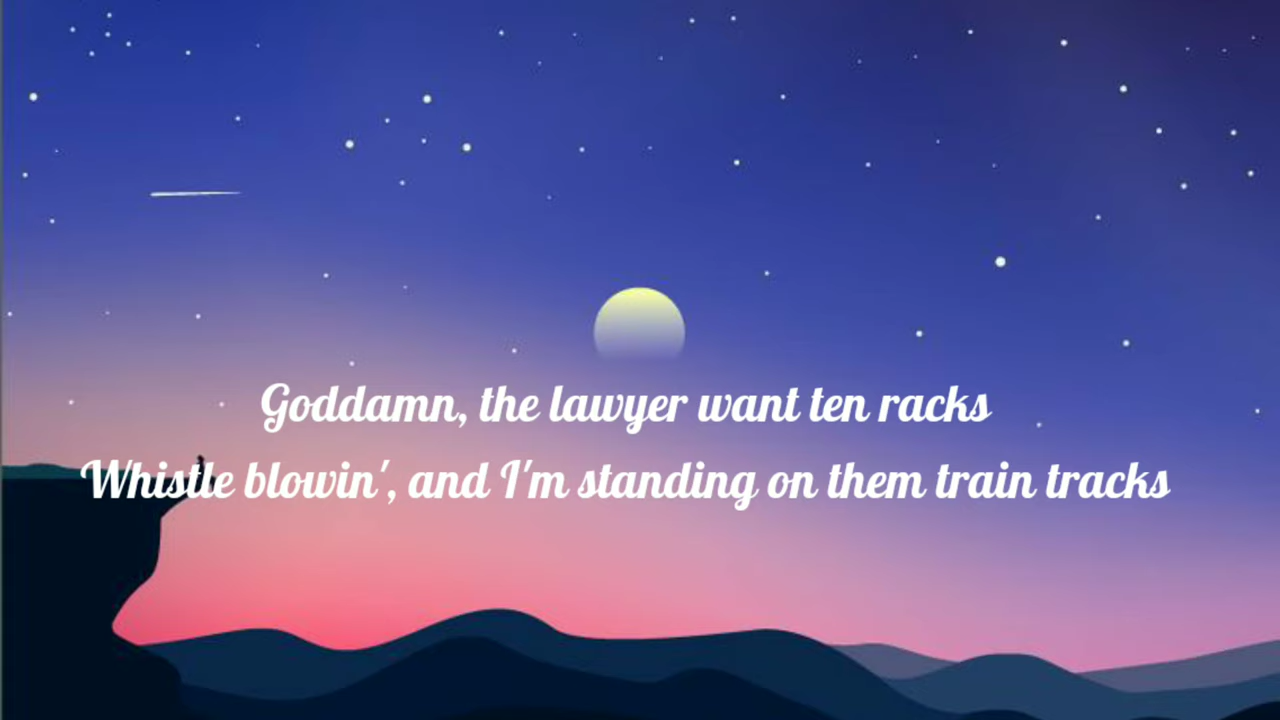 Goddamn, the lawyer want ten racks
Whistle blowin', and I'm standing on them train tracks